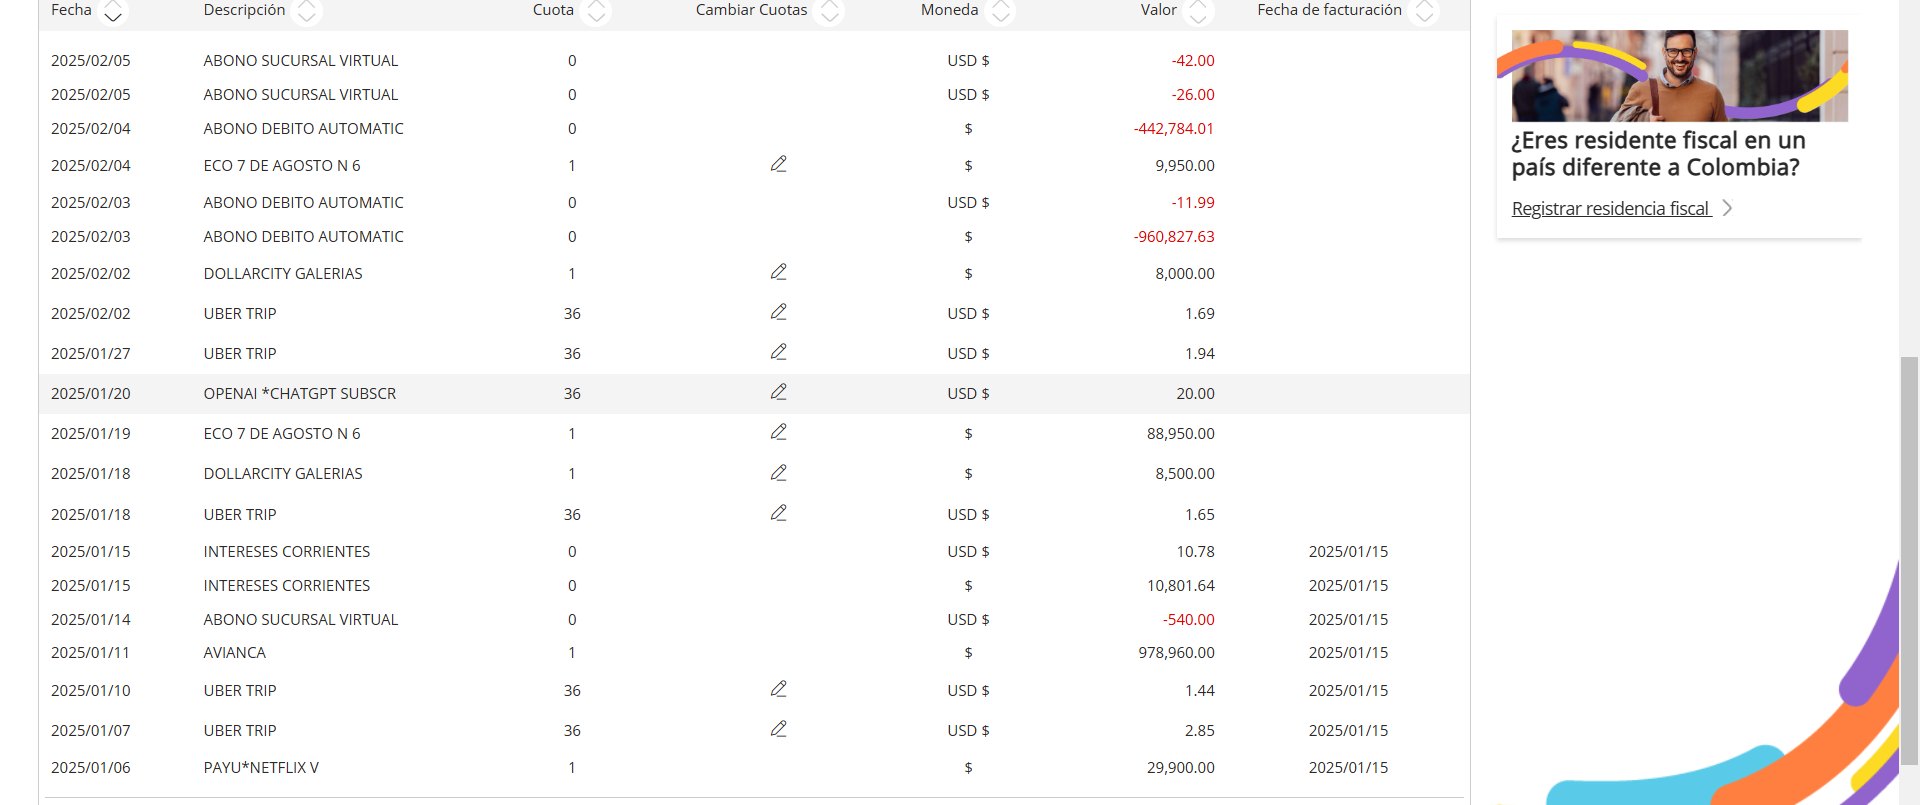 Fecha Descripción Cuota Cambiar Cuotas Moneda Valor Fecha de facturación
2025/02/05 ABONO SUCURSAL VIRTUAL 0 USD $ -42.00
2025/02/05 ABONO SUCURSAL VIRTUAL 0 USD $ -26.00
2025/02/04 ABONO DEBITO AUTOMATIC 0 $ -442,784.01
2025/02/04 ECO 7 DE AGOSTO N 6 1 $ 9,950.00
2025/02/03 ABONO DEBITO AUTOMATIC 0 USD $ -11.99
2025/02/03 ABONO DEBITO AUTOMATIC 0 $ -960,827.63
2025/02/02 DOLLARCITY GALERIAS 1 $ 8,000.00
2025/02/02 UBER TRIP 36 USD $ 1.69
2025/01/27 UBER TRIP 36 USD $ 1.94
2025/01/20 OPENAI *CHATGPT SUBSCR 36 USD $ 20.00
2025/01/19 ECO 7 DE AGOSTO N 6 1 $ 88,950.00
2025/01/18 DOLLARCITY GALERIAS 1 $ 8,500.00
2025/01/18 UBER TRIP 36 USD $ 1.65
2025/01/15 INTERESES CORRIENTES 0 USD $ 10.78 2025/01/15
2025/01/15 INTERESES CORRIENTES 0 $ 10,801.64 2025/01/15
2025/01/14 ABONO SUCURSAL VIRTUAL 0 USD $ -540.00 2025/01/15
2025/01/11 AVIANCA 1 $ 978,960.00 2025/01/15
2025/01/10 UBER TRIP 36 USD $ 1.44 2025/01/15
2025/01/07 UBER TRIP 36 USD $ 2.85 2025/01/15
2025/01/06 PAYU*NETFLIX V 1 $ 29,900.00 2025/01/15
¿Eres residente fiscal en un
país diferente a Colombia?
Registrar residencia fiscal